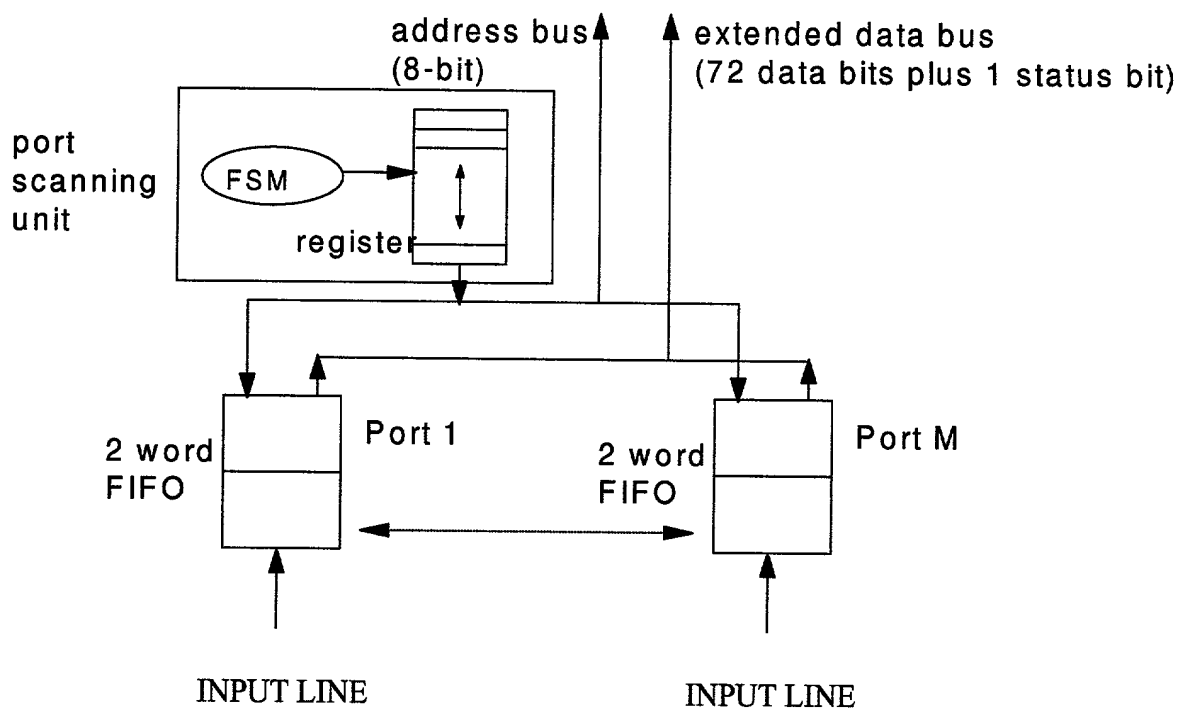 address bus
(8-bit)
extended data bus
(72 data bits plus 1 status bit)
port
scanning
unit
FSM
register
2 word
FIFO
Port 1
2 word
FIFO
Port M
INPUT LINE
INPUT LINE